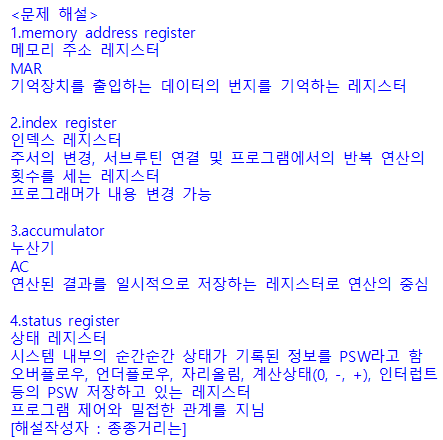 <문제 해설>
1.memory address register
메모리 주소 레지스터
MAR
기억장치를 출입하는 데이터의 번지를 기억하는 레지스터
2.index register
인덱스 레지스터
주서의 변경, 서브루틴 연결 및 프로그램에서의 반복 연산의
횟수를 세는 레지스터
프로그래머가 내용 변경 가능
3.accumulator
누산기
AC
연산된 결과를 일시적으로 저장하는 레지스터로 연산의 중심
4.status register
상태 레지스터
시스템 내부의 순간순간 상태가 기록된 정보를 PSW라고 함
오버플로우, 언더플로우, 자리올림, 계산상태(0, -, +), 인터럽트
등의 PSW 저장하고 있는 레지스터
프로그램 제어와 밀접한 관계를 지님
[해설작성자 : 종종거리는]